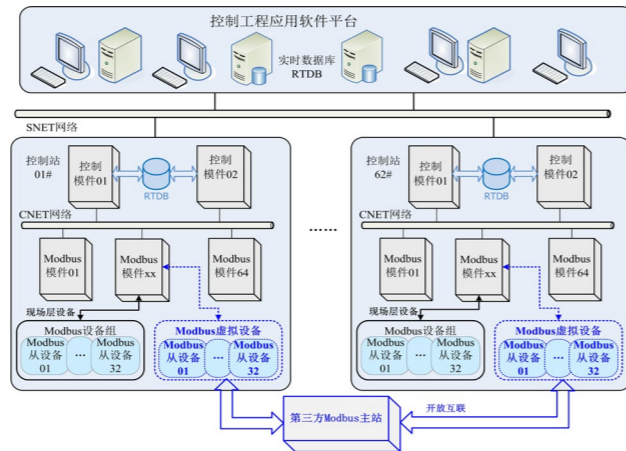 控制工程应用软件平台
实时数据库
RTDB
SNET网络
控制站
01#
控制
模件01
RTDB
控制
模件02
CNET网络
Modbus
模件01
Modbus
模件xx
Modbus
模件64
现场层设备
Modbus设备组
Modbus
从设备
01
...
Modbus
从设备
32
Modbus虚拟设备
Modbus
从设备
01
...
Modbus
从设备
32
......
控制站
62#
控制
模件01
RTDB
控制
模件02
CNET网络
Modbus
模件01
Modbus
模件xx
Modbus
模件64
现场层设备
Modbus设备组
Modbus
从设备
01
...
Modbus
从设备
32
Modbus虚拟设备
Modbus
从设备
01
...
Modbus
从设备
32
第三方Modbus主站
开放互联